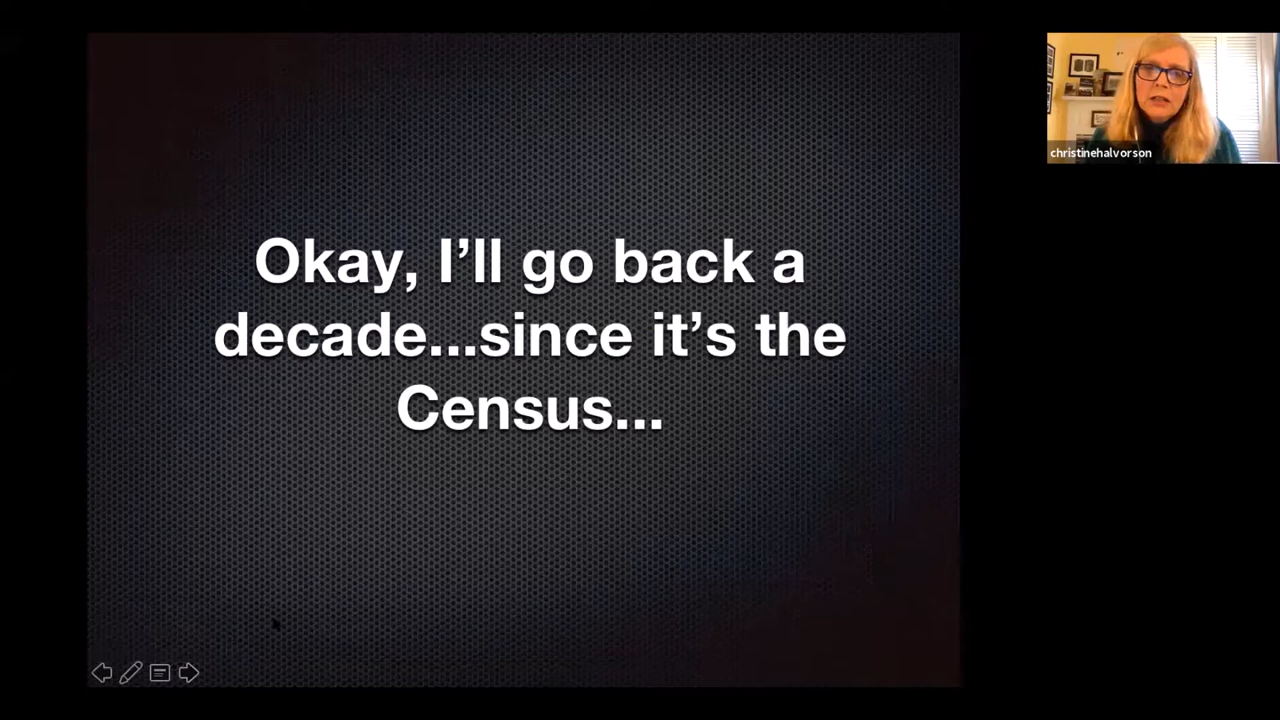 Okay, I’ll go back a
decade...since it’s the
Census...
christinehalvorson